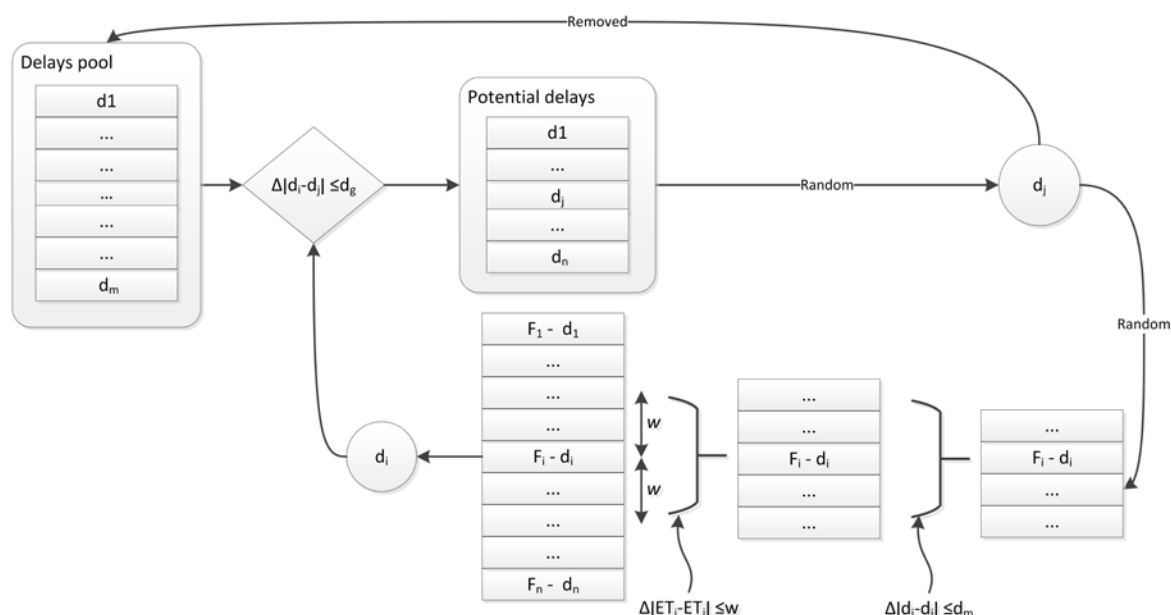 Removed
Delays pool
d1
...
...
...
...
...
dm
Δ|di-dj| ≤dg
Potential delays
d1
...
dj
...
dn
Random
dj
Random
F1 - d1
...
...
...
Fi - di
...
...
...
Fn - dn
w
w
di
...
...
Fi - di
...
...
...
Fi - di
...
...
Δ|ETi-ETj| ≤w
Δ|di-dj| ≤dm